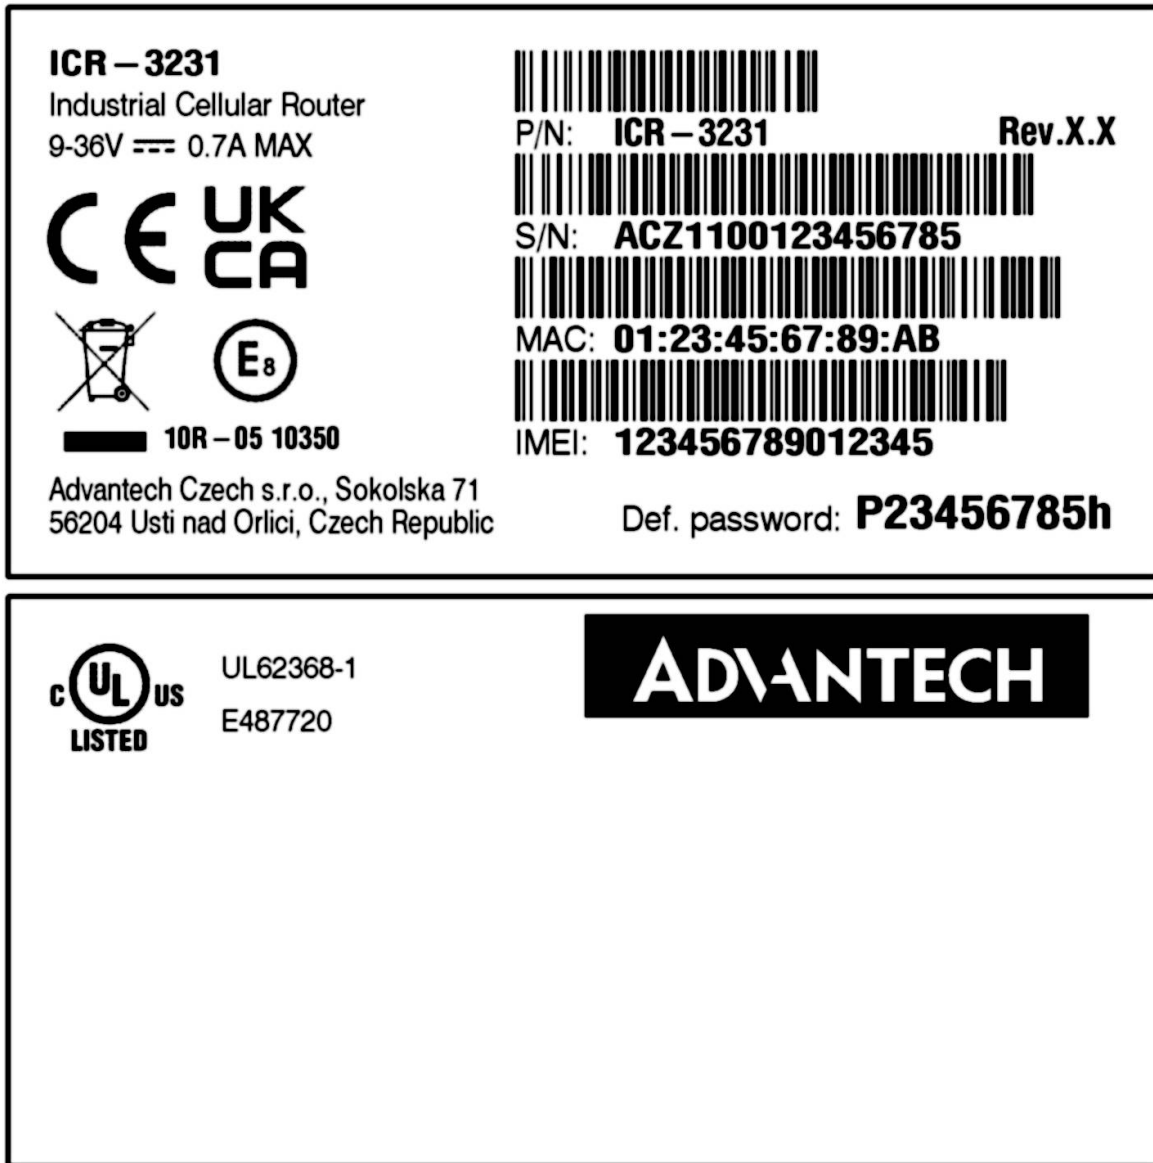 ICR – 3231
Industrial Cellular Router
9-36V 0.7A MAX
CE UK CA
E8
10R – 05 10350
Advantech Czech s.r.o., Sokolska 71
56204 Usti nad Orlici, Czech Republic
P/N: ICR – 3231 Rev.X.X
S/N: ACZ1100123456785
MAC: 01:23:45:67:89:AB
IMEI: 123456789012345
Def. password: P23456785h
C UL US
LISTED
UL62368-1
E487720
ADVANTECH